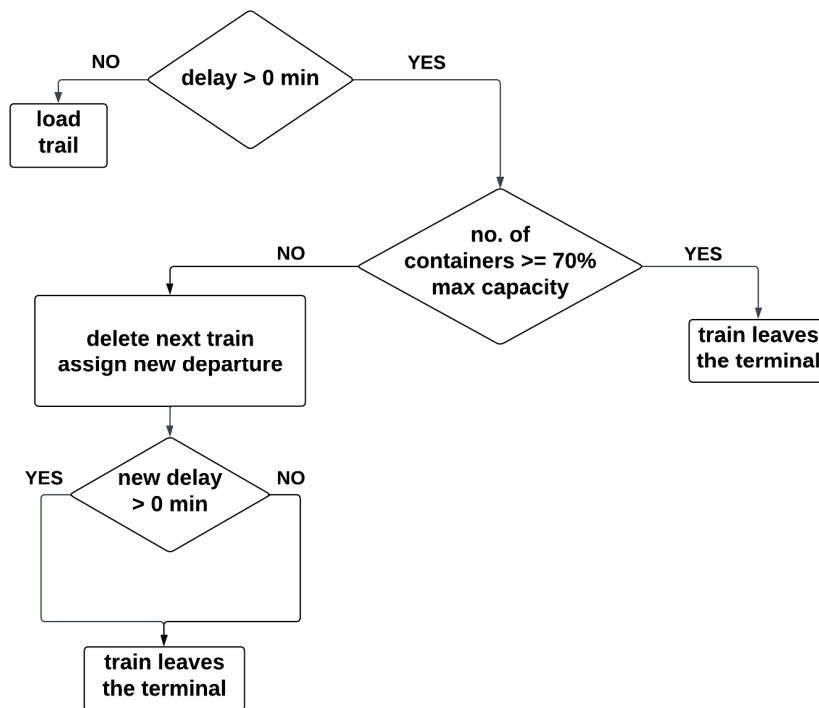 NO
delay > 0 min
YES
load
trail
no. of
containers >= 70%
max capacity
NO
YES
delete next train
assign new departure
train leaves
the terminal
YES
new delay
> 0 min
NO
train leaves
the terminal